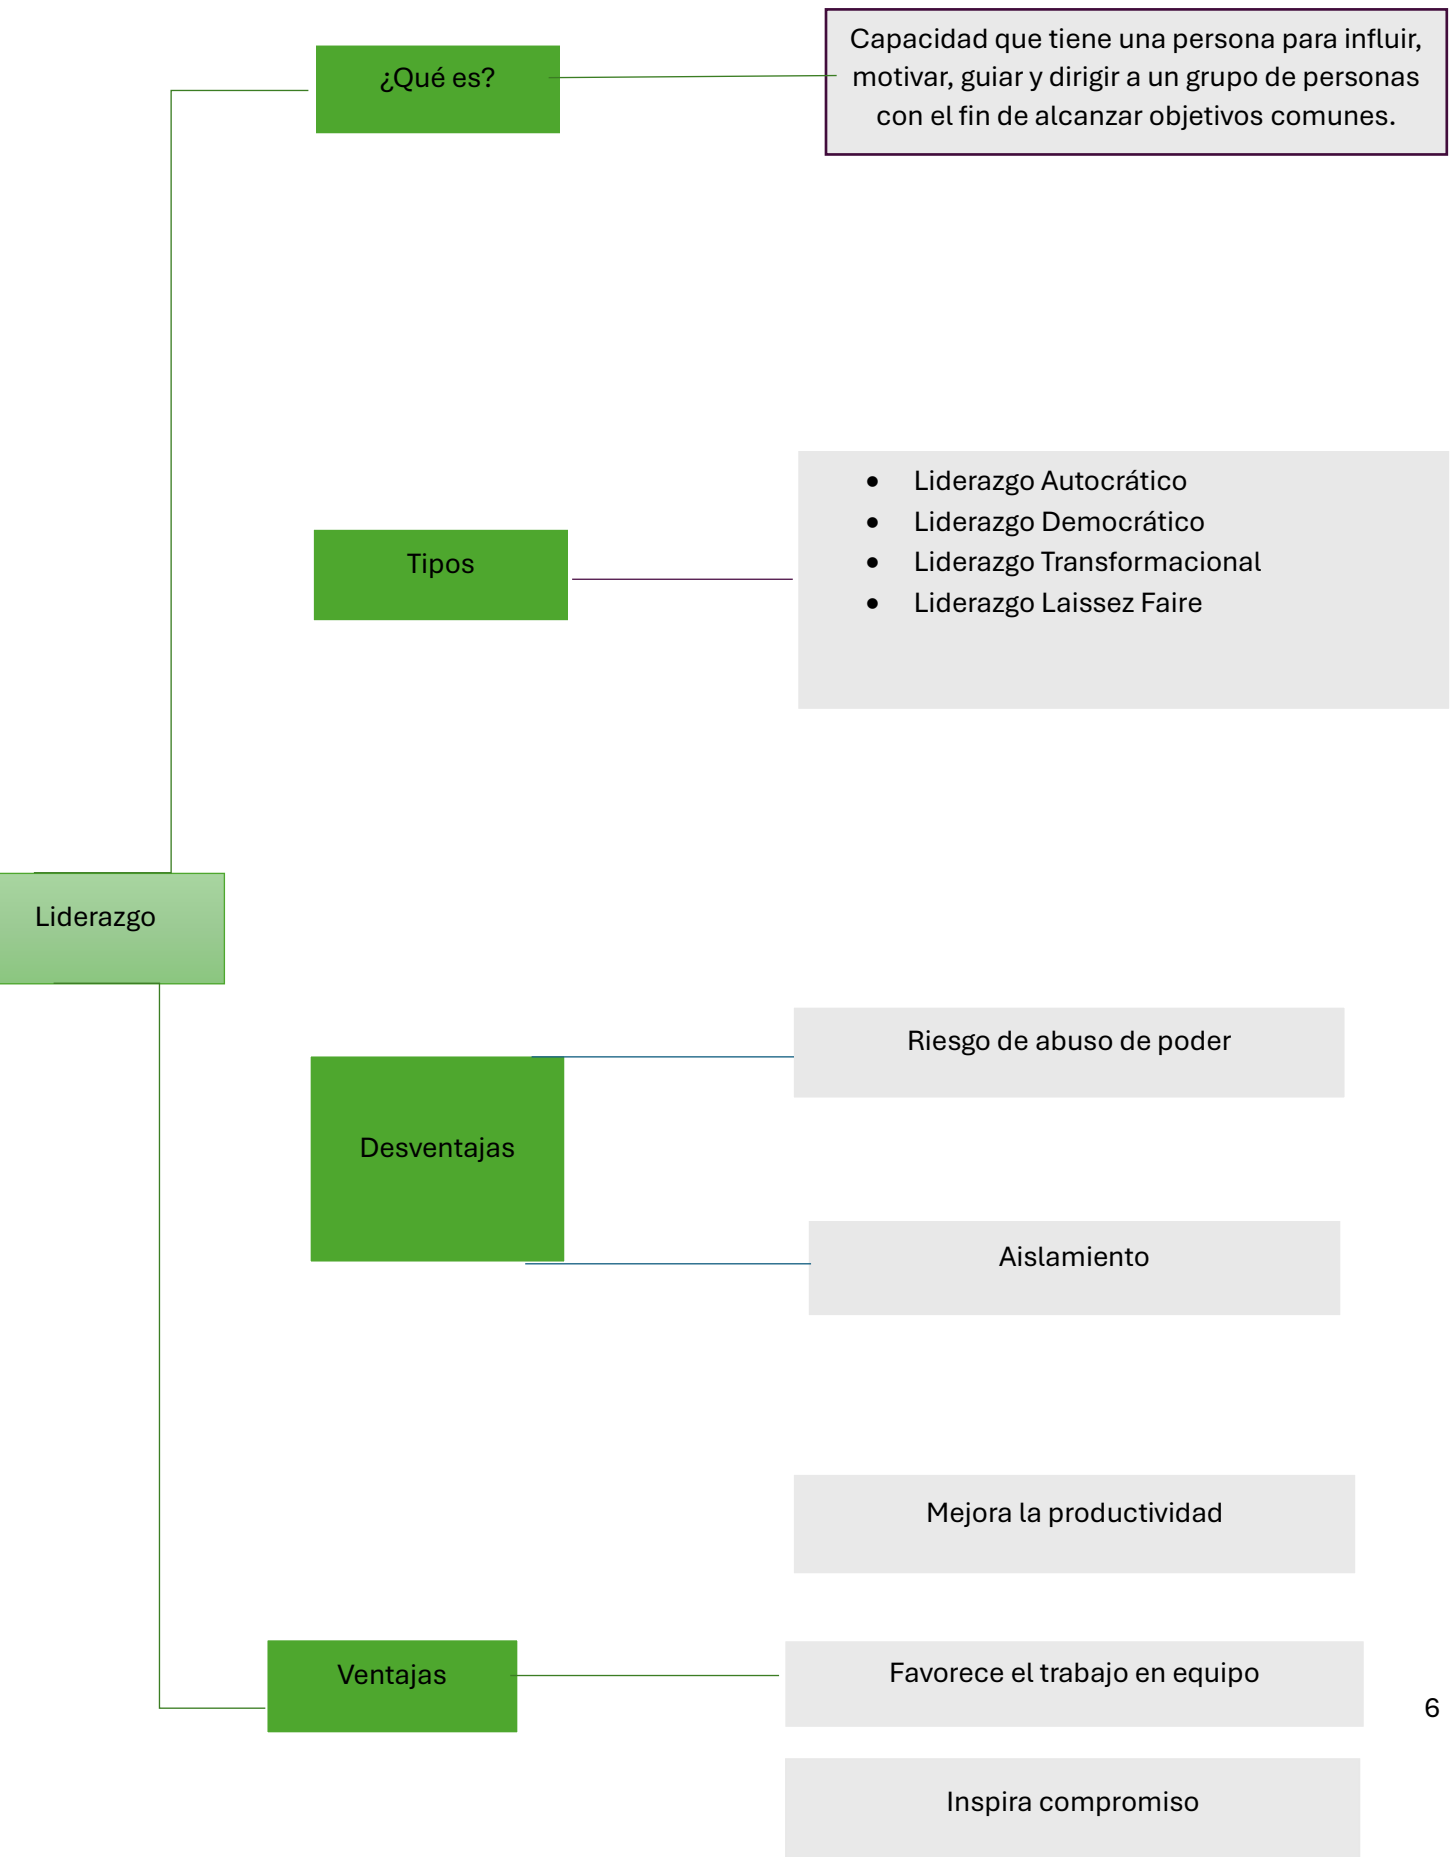 ¿Qué es?
Capacidad que tiene una persona para influir,
motivar, guiar y dirigir a un grupo de personas
con el fin de alcanzar objetivos comunes.
Tipos
• Liderazgo Autocrático
• Liderazgo Democrático
• Liderazgo Transformacional
• Liderazgo Laissez Faire
Liderazgo
Desventajas
Riesgo de abuso de poder
Aislamiento
Mejora la productividad
Ventajas
Favorece el trabajo en equipo
6
Inspira compromiso